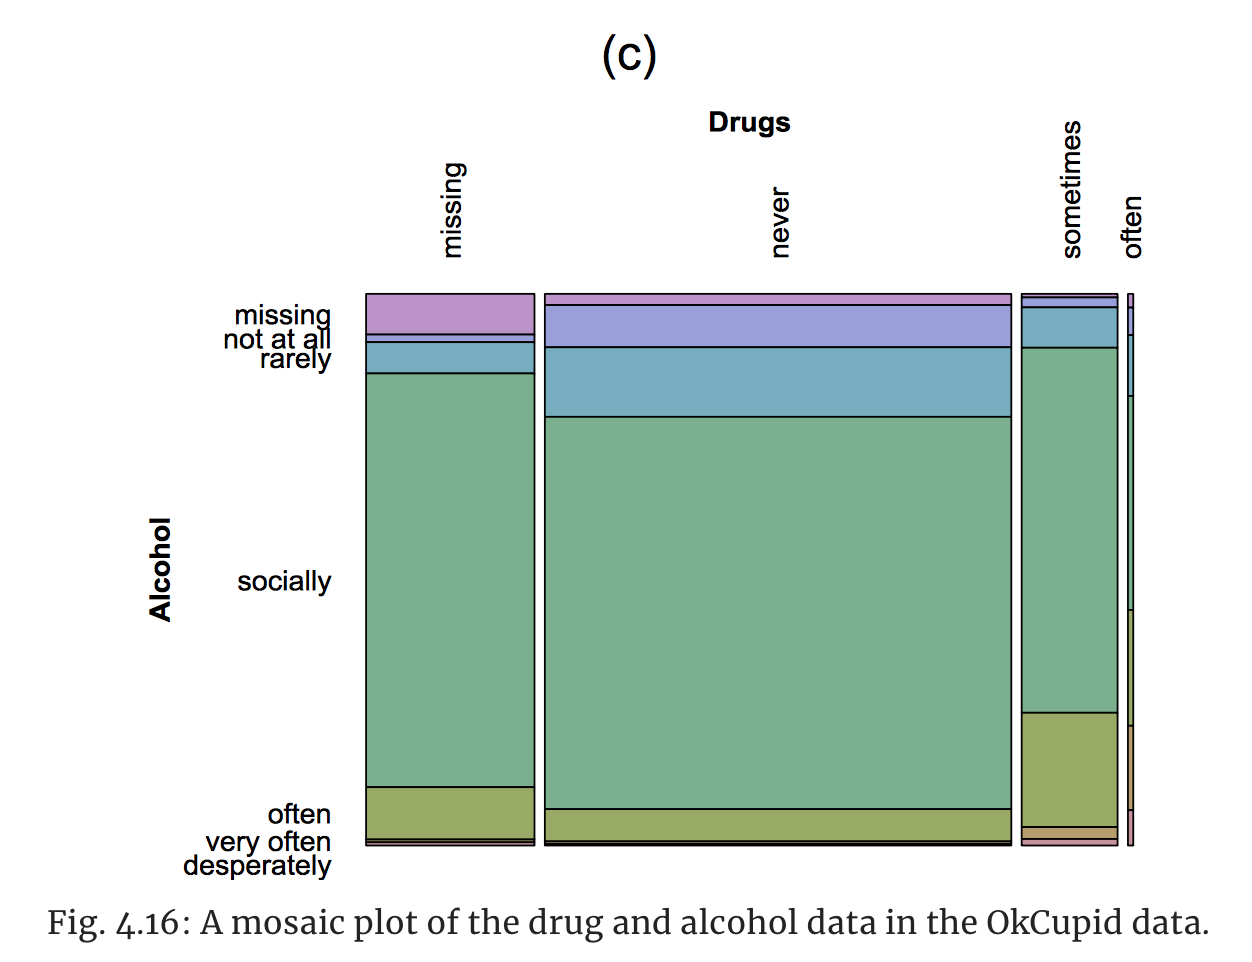 (c)
Drugs
missing
never
sometimes
often
missing
not at all
rarely
Alcohol
socially
often
very often
desperately
Fig. 4.16: A mosaic plot of the drug and alcohol data in the OkCupid data.